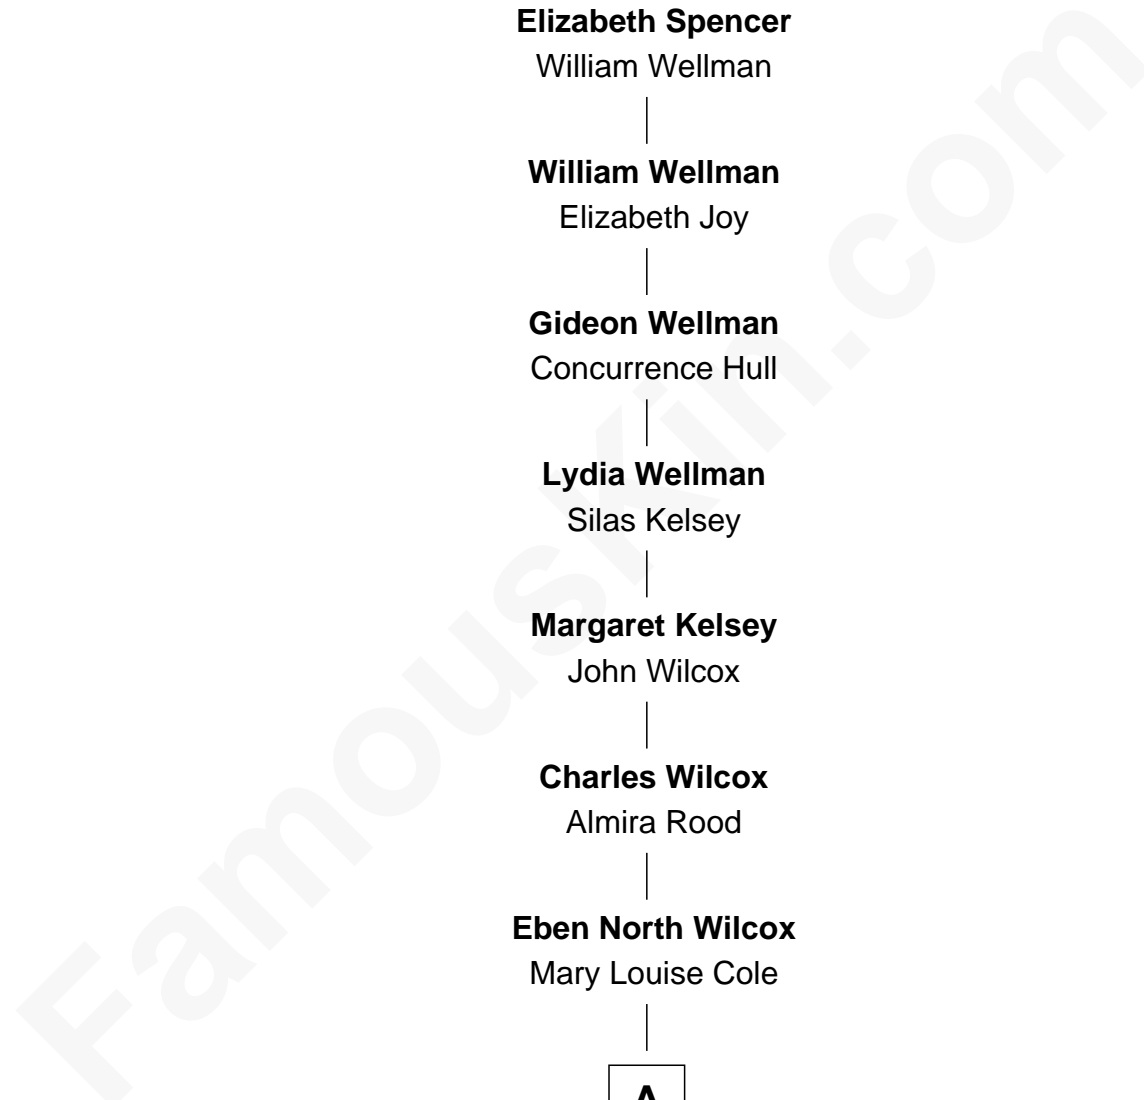 Elizabeth Spencer
William Wellman
William Wellman
Elizabeth Joy
Gideon Wellman
Concurrence Hull
Lydia Wellman
Silas Kelsey
Margaret Kelsey
John Wilcox
Charles Wilcox
Almira Rood
Eben North Wilcox
Mary Louise Cole
A
FamousKin.com